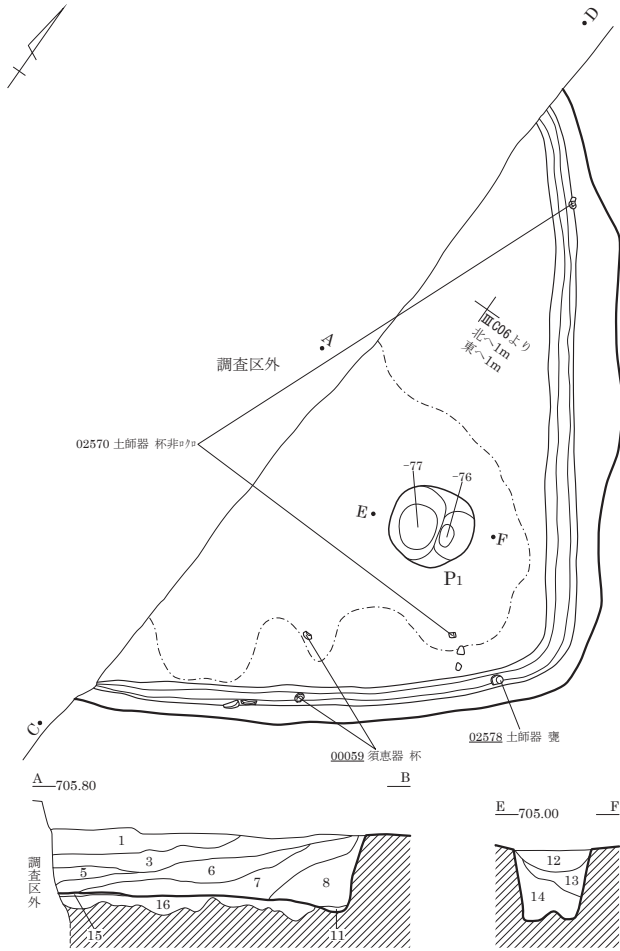 D
ⅢC06より
北へ1m
東へ1m
A
調査区外
02570 土師器 杯非ロクロ
-77
-76
E
F
P1
C
02578 土師器 甕
00059 須恵器 杯
A
705.80
B
E
705.00
F
調査区外
1
3
5
6
7
8
16
15
11
12
13
14